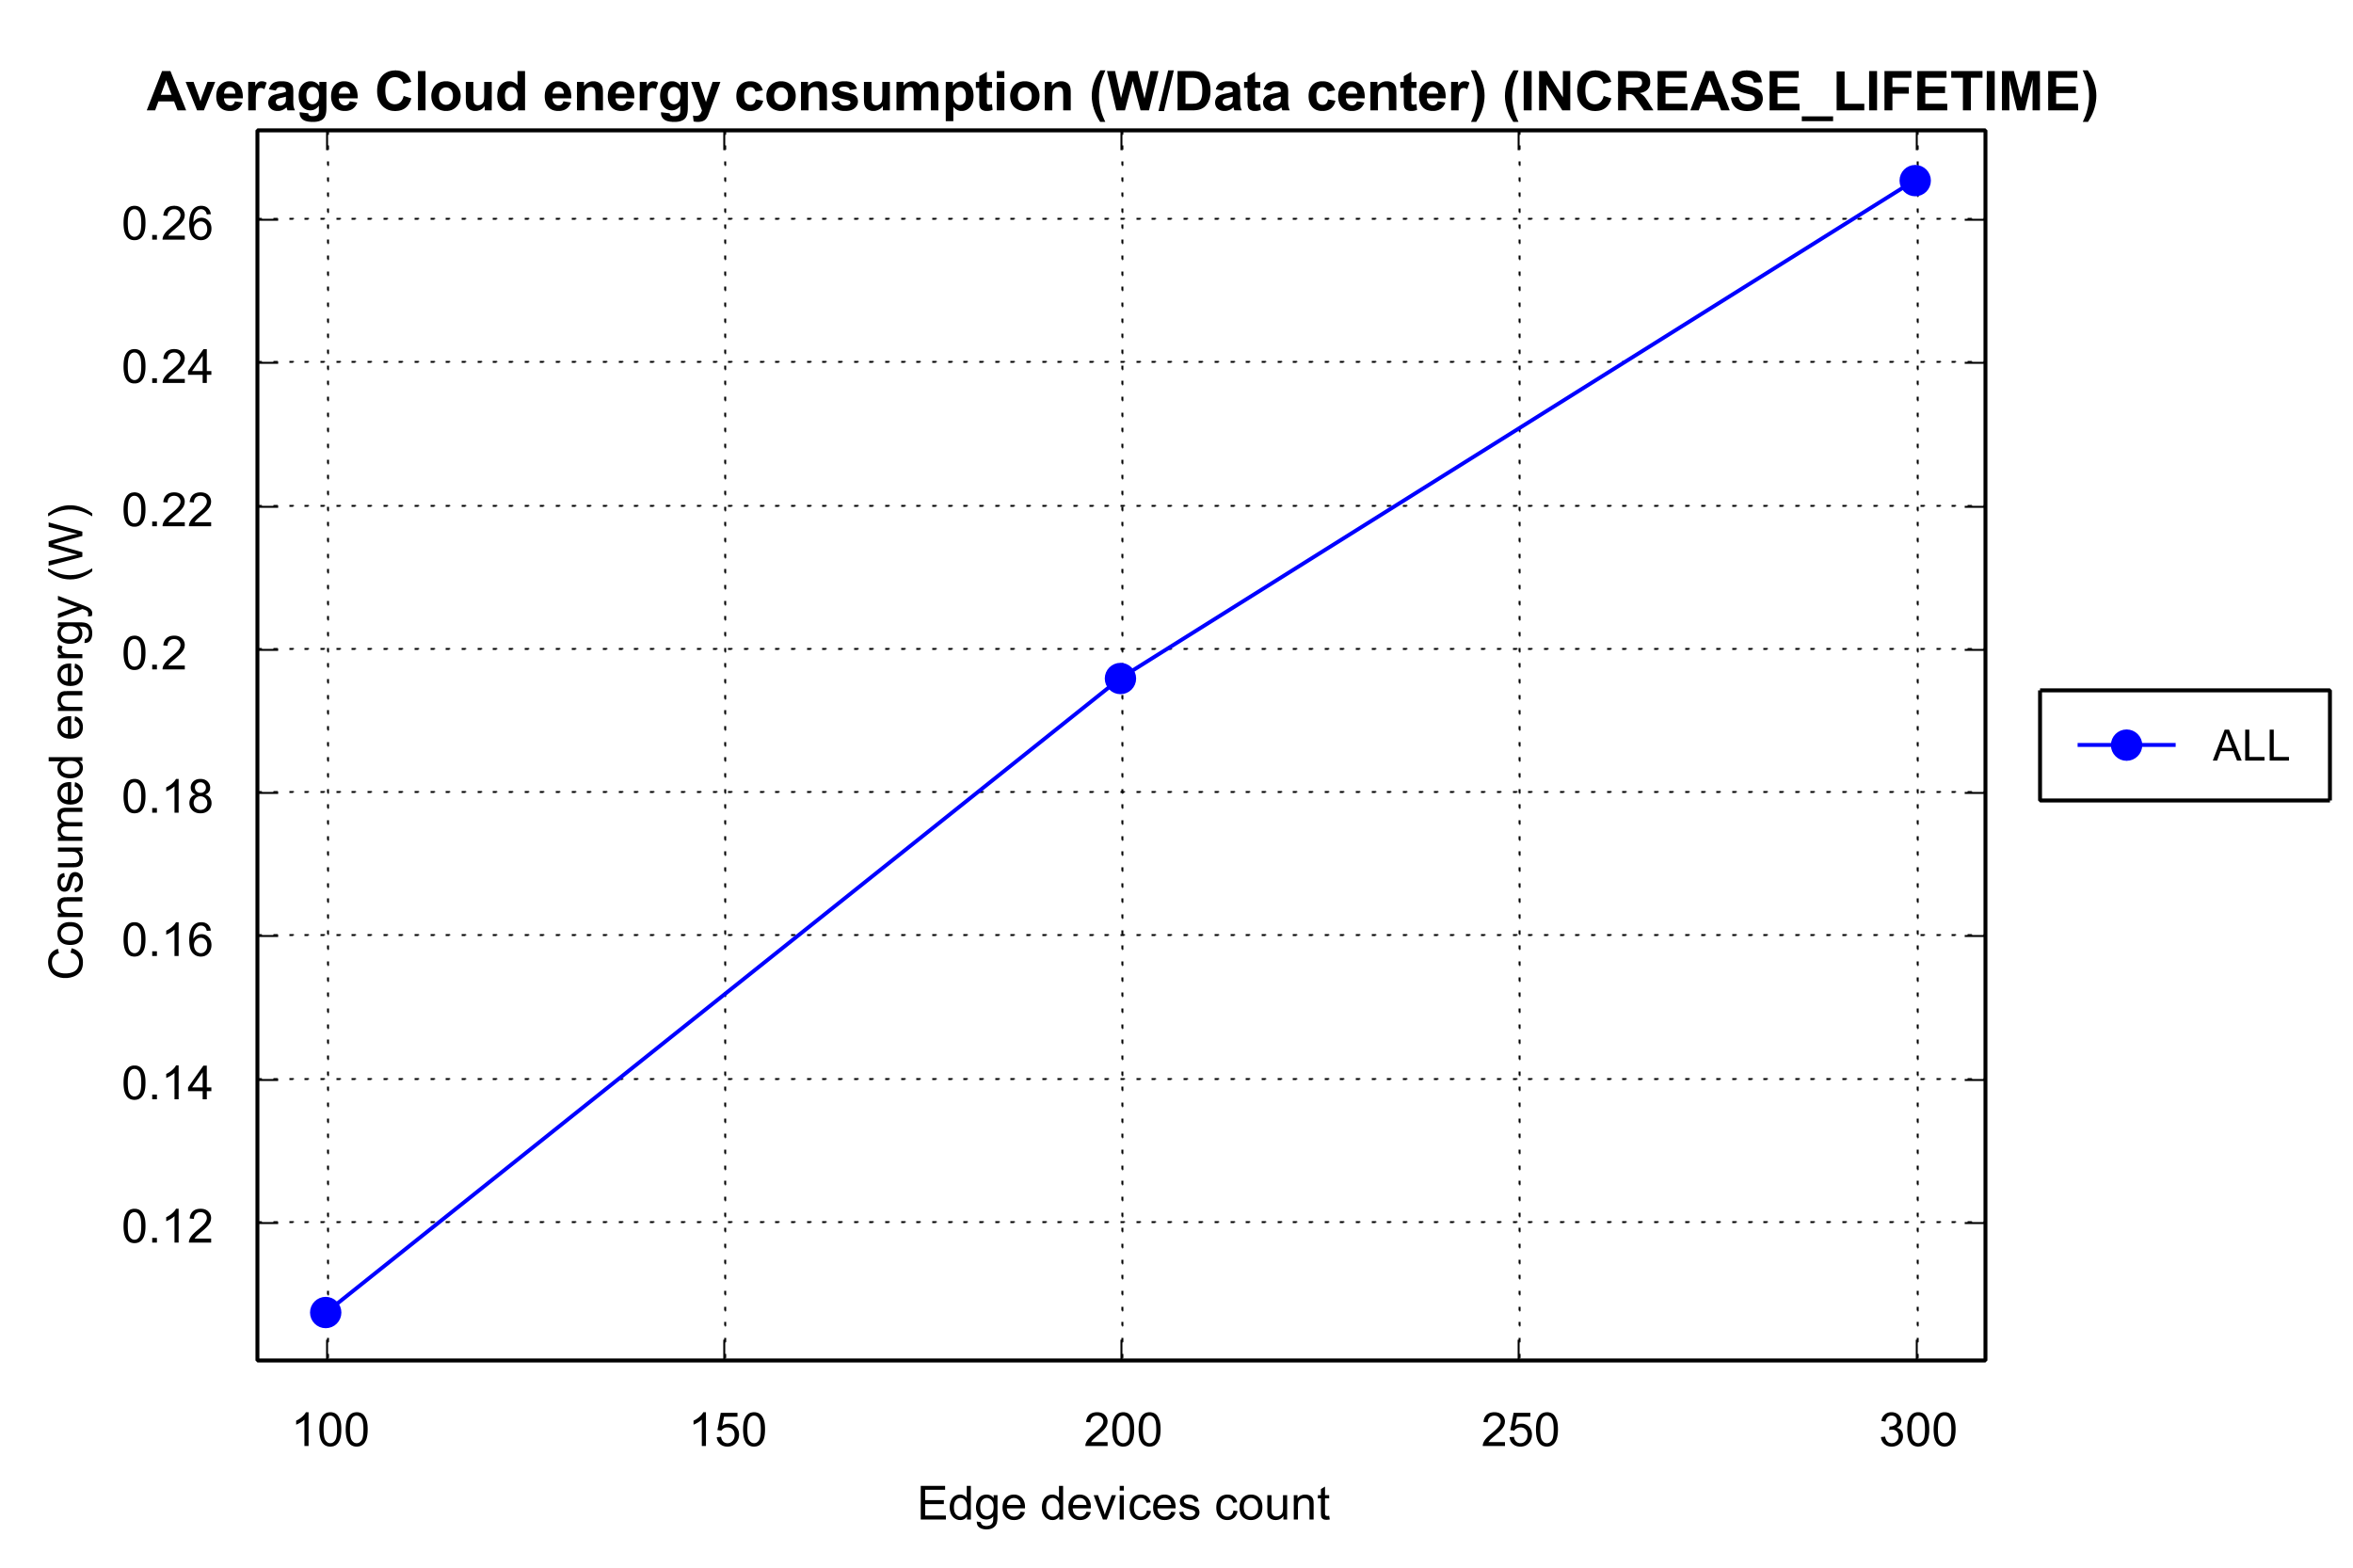 Average Cloud energy consumption (W/Data center) (INCREASE_LIFETIME)
0.26
0.24
0.22
0.2
0.18
0.16
0.14
0.12
Consumed energy (W)
100 150 200 250 300
Edge devices count
ALL